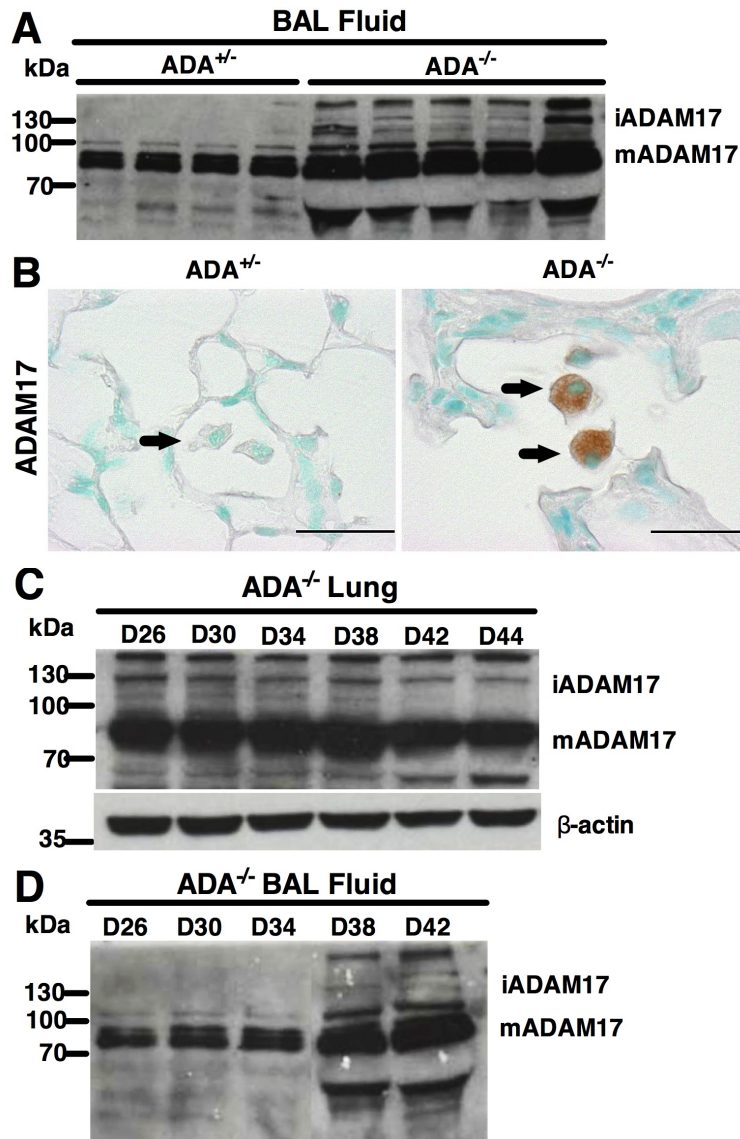 A
BAL Fluid
kDa
ADA+/-
ADA-/-
130
iADAM17
100
mADAM17
70
B
ADA+/-
ADA-/-
ADAM17
C
ADA-/- Lung
kDa
D26 D30 D34 D38 D42 D44
130
iADAM17
100
mADAM17
70
β-actin
35
D
ADA-/- BAL Fluid
kDa
D26 D30 D34 D38 D42
130
iADAM17
100
mADAM17
70